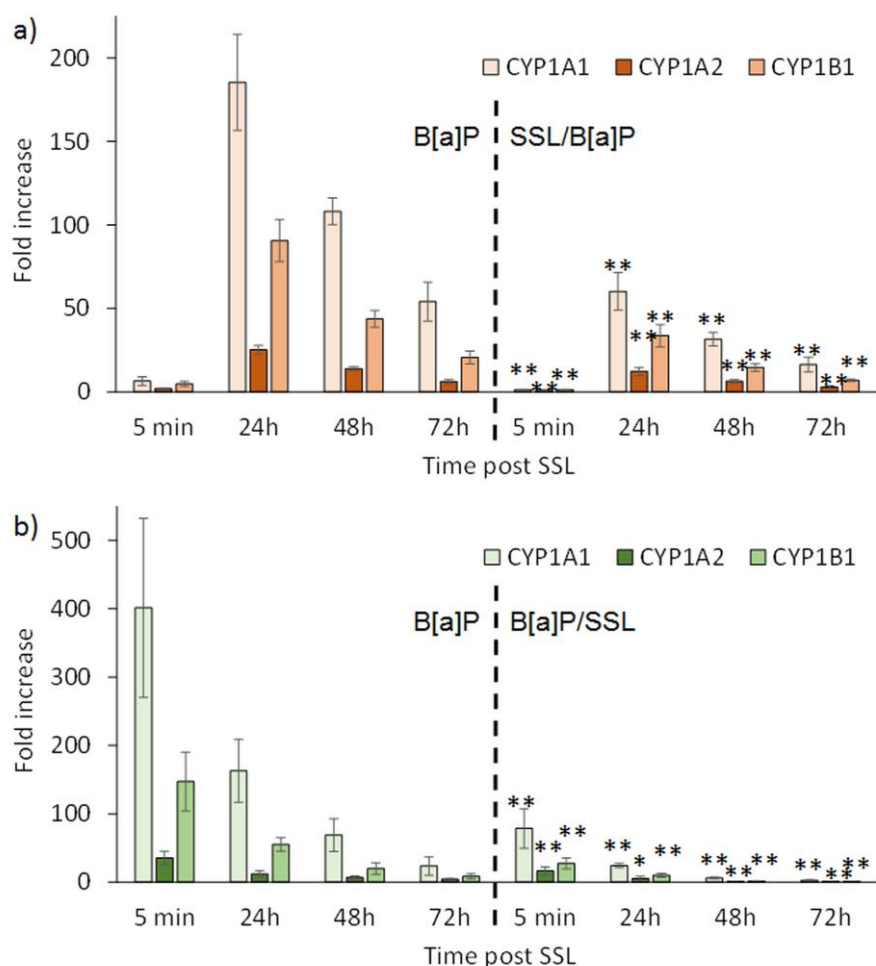 a)
Fold increase
200
150
100
50
0
CYP1A1 CYP1A2 CYP1B1
B[a]P SSL/B[a]P
** ** **
** ** **
** ** **
** ** **
5 min 24h 48h 72h 5 min 24h 48h 72h
Time post SSL
b)
Fold increase
500
400
300
200
100
0
CYP1A1 CYP1A2 CYP1B1
B[a]P B[a]P/SSL
** ** **
** * **
** ** **
** ** **
5 min 24h 48h 72h 5 min 24h 48h 72h
Time post SSL